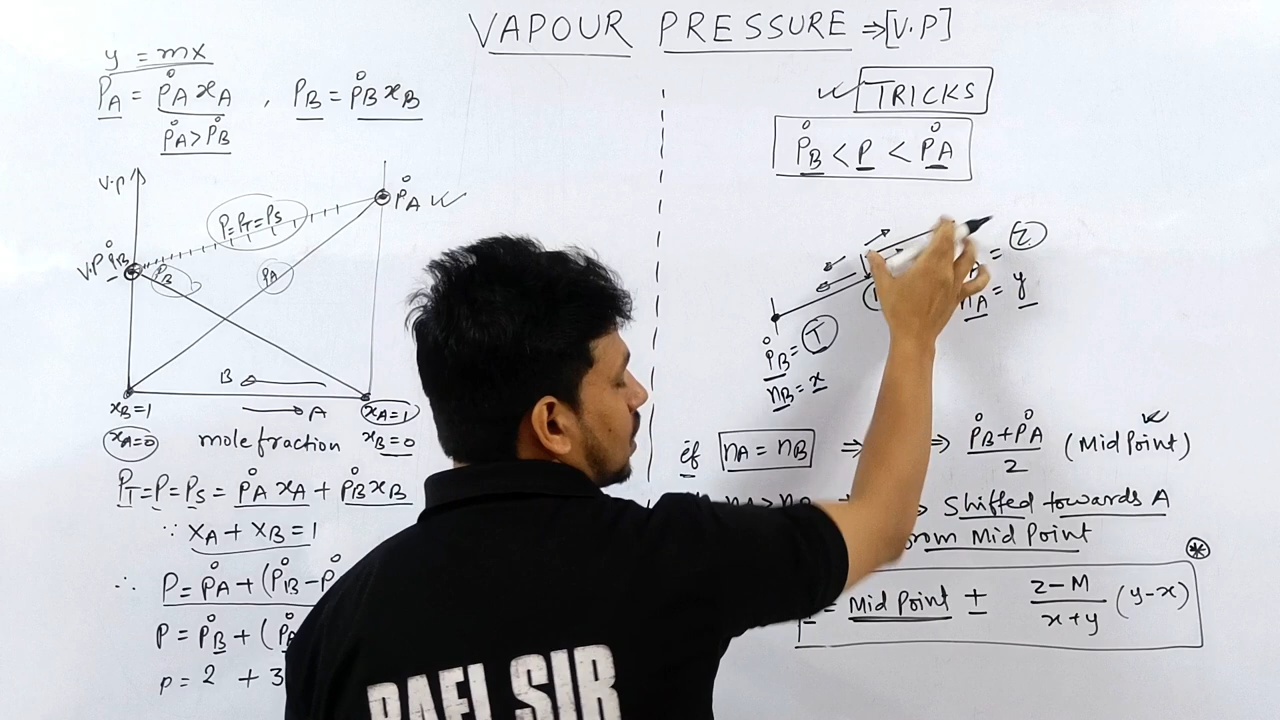 VAPOUR PRESSURE ⇒[V.P]
y = mx
P_A = P°_A x_A , P_B = P°_B x_B
P°_A > P°_B
V.P
P°_A
P=P_T=P_S
V.P P°_B
P_B
P_A
B
A
x_B=1
x_A=1
x_A=0
mole fraction
x_B=0
P_T=P=P_S = P°_A x_A + P°_B x_B
∵ x_A + x_B = 1
∴ P = P°_A + (P°_B - P°
P = P°_B + (P°_A
P = 2 + 3
TRICKS
P°_B < P < P°_A
= z
n_A = y
P°_B = T
n_B = x
if n_A = n_B ⇒ ⇒ (P°_B + P°_A)/2 (Mid Point)
Shifted towards A
from Mid Point
= Mid Point ± (z-M)/(x+y) (y-x)
RAFI SIR